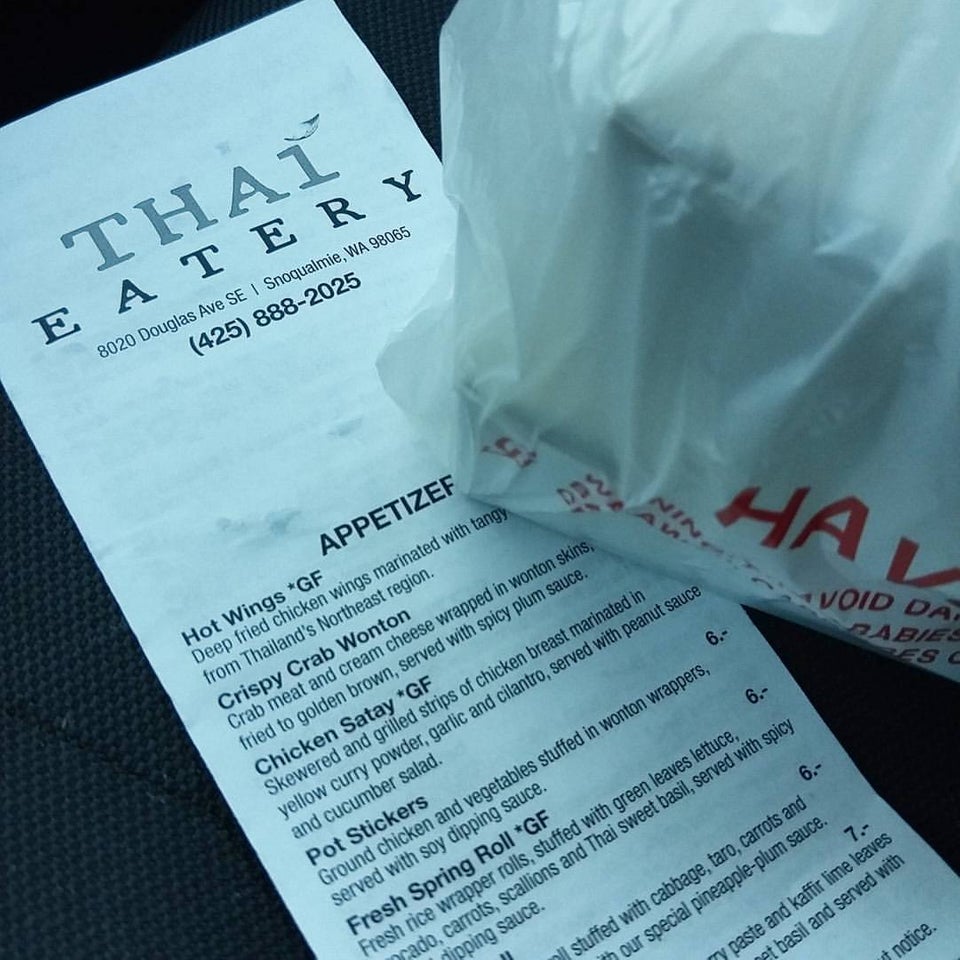 THAI
EATERY
8020 Douglas Ave SE | Snoqualmie, WA 98065
(425) 888-2025
APPETIZER
Hot Wings *GF
Deep fried chicken wings marinated with tangy
from Thailand's Northeast region.
Crispy Crab Wonton
Crab meat and cream cheese wrapped in wonton skins,
fried to golden brown, served with spicy plum sauce.
Chicken Satay *GF
Skewered and grilled strips of chicken breast marinated in
yellow curry powder, garlic and cilantro, served with peanut sauce
and cucumber salad.
6.-
Pot Stickers
Ground chicken and vegetables stuffed in wonton wrappers,
served with soy dipping sauce.
6.-
Fresh Spring Roll *GF
Fresh rice wrapper rolls, stuffed with green leaves lettuce,
ocado, carrots, scallions and Thai sweet basil, served with spicy
dipping sauce.
6.-
oll stuffed with cabbage, taro, carrots and
th our special pineapple-plum sauce.
7.-
rry paste and kaffir lime leaves
eet basil and served with
ut notice.
HAV
AVOID DA
BABIES